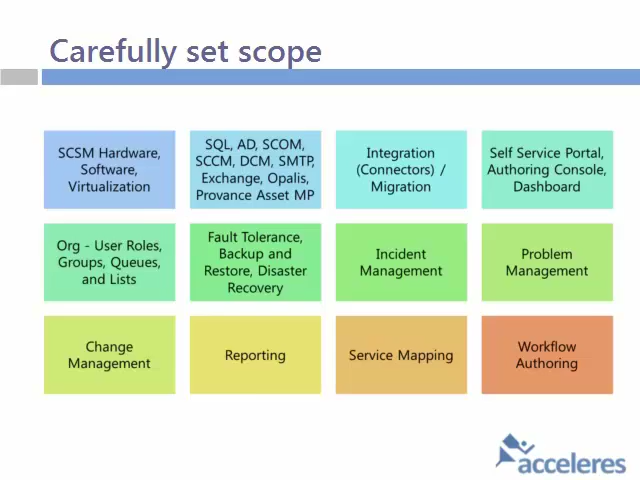 Carefully set scope
SCSM Hardware,
Software,
Virtualization
SQL, AD, SCOM,
SCCM, DCM, SMTP,
Exchange, Opalis,
Provance Asset MP
Integration
(Connectors) /
Migration
Self Service Portal,
Authoring Console,
Dashboard
Org - User Roles,
Groups, Queues,
and Lists
Fault Tolerance,
Backup and
Restore, Disaster
Recovery
Incident
Management
Problem
Management
Change
Management
Reporting
Service Mapping
Workflow
Authoring
acceleres